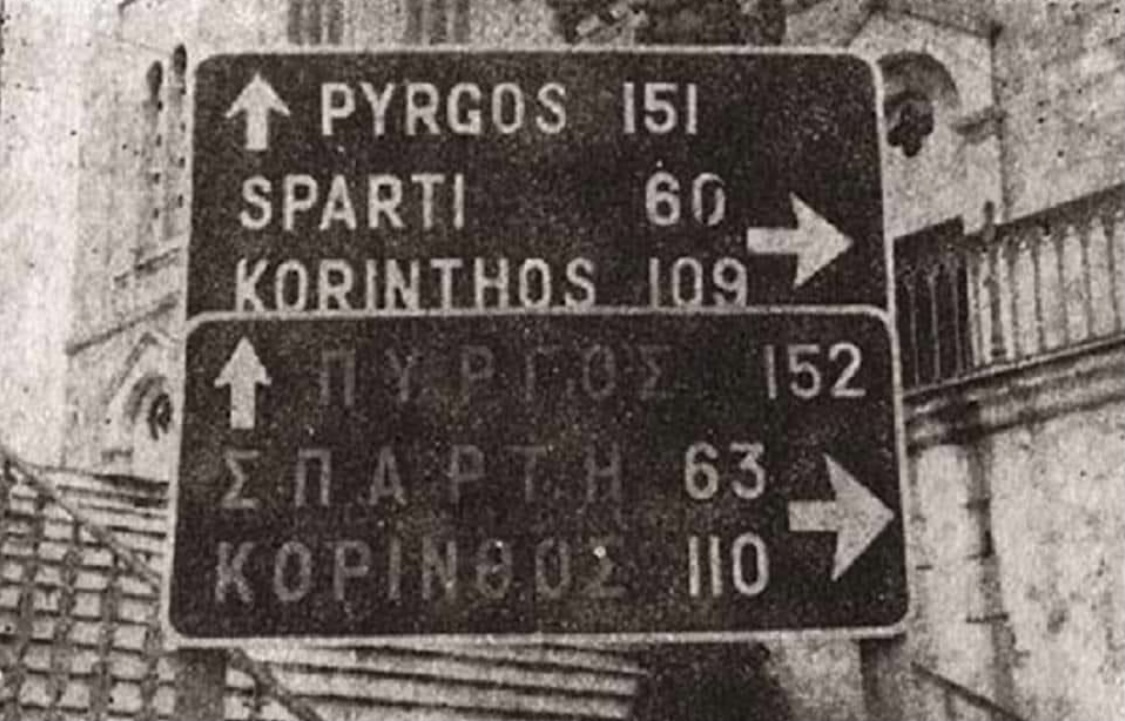 PYRGOS 151
SPARTI 60
KORINTHOS 109
ΠΥΡΓΟΣ 152
ΣΠΑΡΤΗ 63
ΚΟΡΙΝΘΟΣ 110